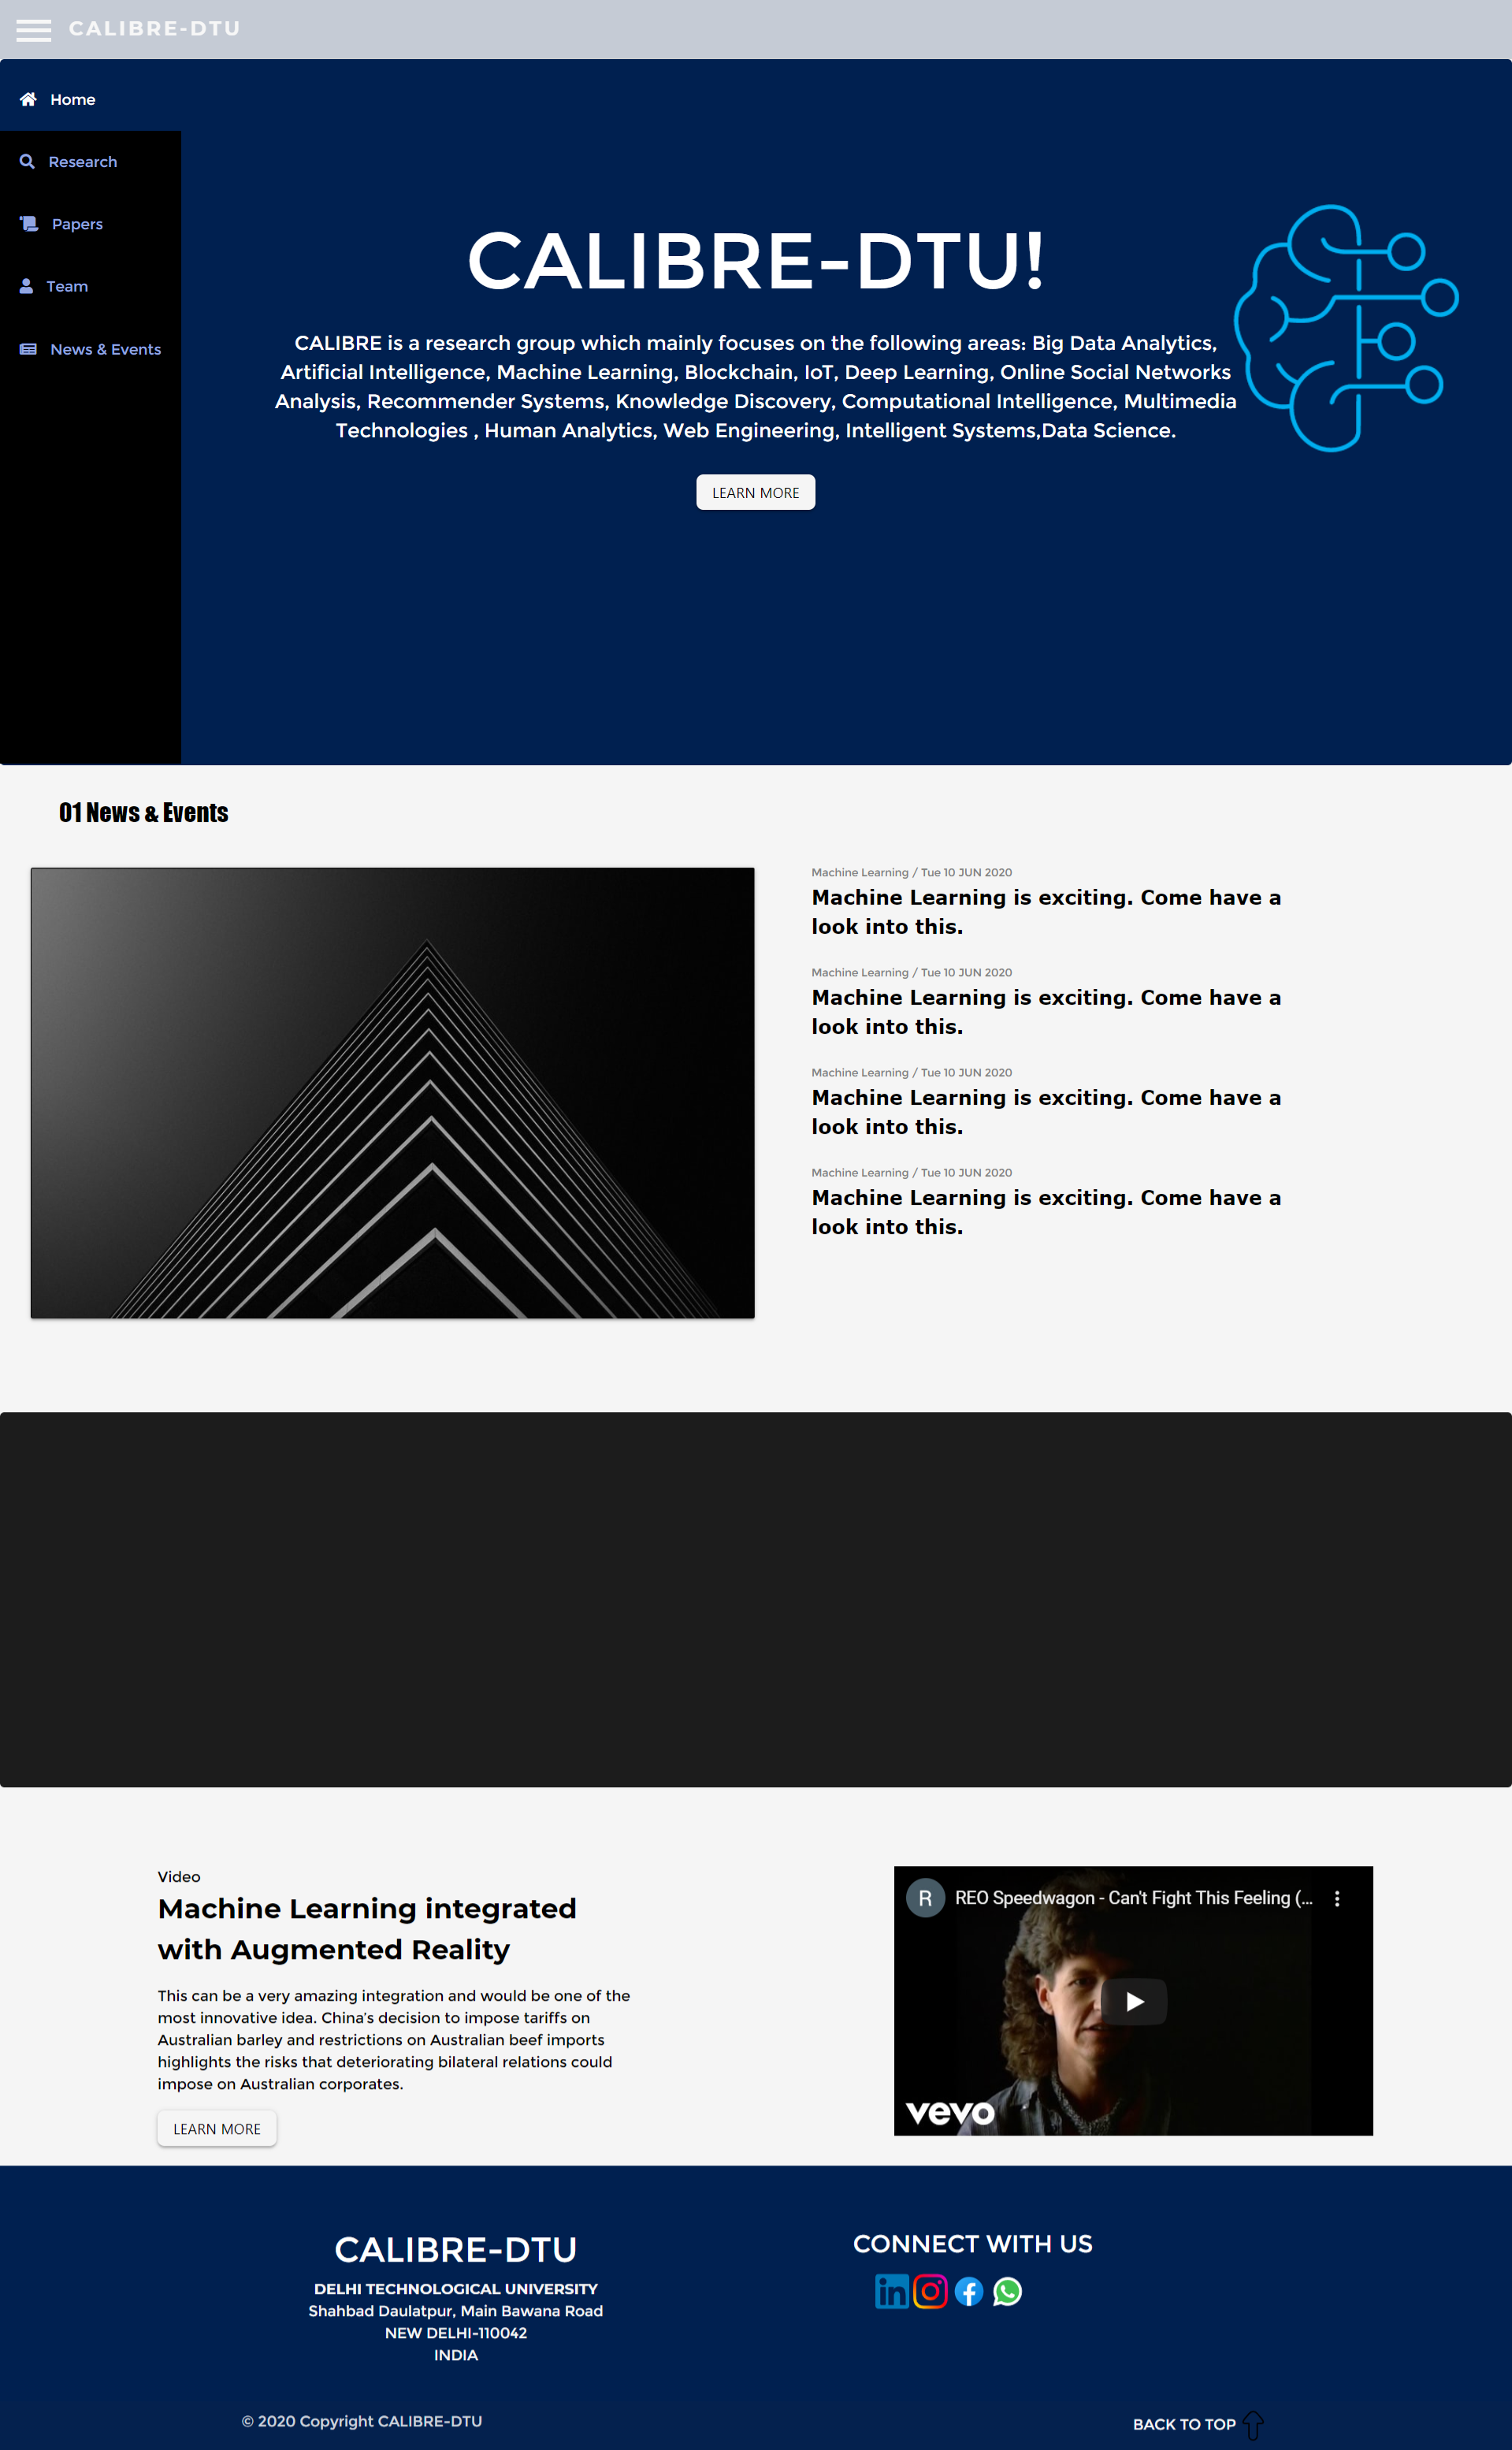 CALIBRE-DTU
Home
Research
Papers
Team
News & Events
CALIBRE-DTU!
CALIBRE is a research group which mainly focuses on the following areas: Big Data Analytics,
Artificial Intelligence, Machine Learning, Blockchain, IoT, Deep Learning, Online Social Networks
Analysis, Recommender Systems, Knowledge Discovery, Computational Intelligence, Multimedia
Technologies , Human Analytics, Web Engineering, Intelligent Systems,Data Science.
LEARN MORE
01 News & Events
Machine Learning / Tue 10 JUN 2020
Machine Learning is exciting. Come have a
look into this.
Machine Learning / Tue 10 JUN 2020
Machine Learning is exciting. Come have a
look into this.
Machine Learning / Tue 10 JUN 2020
Machine Learning is exciting. Come have a
look into this.
Machine Learning / Tue 10 JUN 2020
Machine Learning is exciting. Come have a
look into this.
Video
Machine Learning integrated
with Augmented Reality
This can be a very amazing integration and would be one of the
most innovative idea. China's decision to impose tariffs on
Australian barley and restrictions on Australian beef imports
highlights the risks that deteriorating bilateral relations could
impose on Australian corporates.
LEARN MORE
R
REO Speedwagon - Can't Fight This Feeling (...
vevo
CALIBRE-DTU
DELHI TECHNOLOGICAL UNIVERSITY
Shahbad Daulatpur, Main Bawana Road
NEW DELHI-110042
INDIA
CONNECT WITH US
in
© 2020 Copyright CALIBRE-DTU
BACK TO TOP